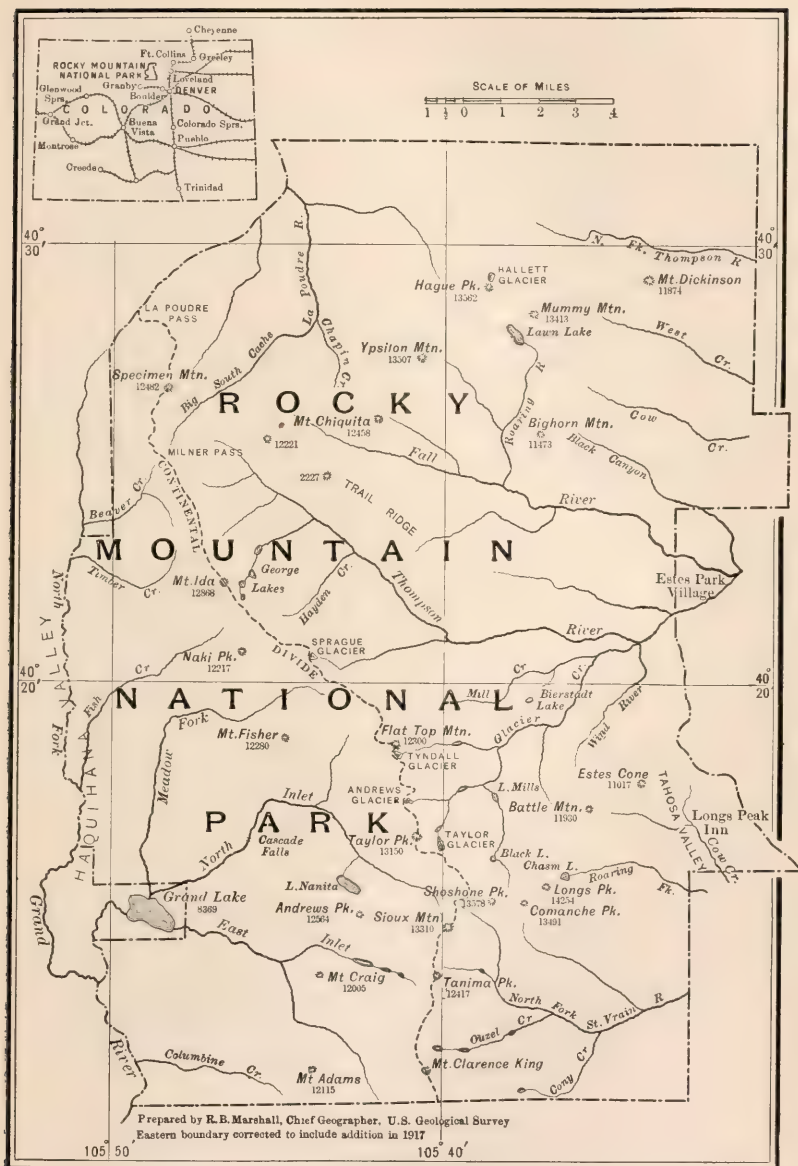 Cheyenne
Ft. Collins
Greeley
ROCKY MOUNTAIN
NATIONAL PARK
Loveland
Granby
DENVER
Boulder
Glenwood
Sprs.
COLORADO
Grand Jct.
Buena
Vista
Colorado Sprs.
Montrose
Pueblo
Creede
Trinidad
SCALE OF MILES
1 ½ 0 1 2 3 4
40°
30'
40°
30'
N. Fk. Thompson R
La Poudre R.
HALLETT
GLACIER
Hague Pk.
13562
Mt. Dickinson
11874
LA POUDRE
PASS
Mummy Mtn.
13413
Lawn Lake
West Cr.
Big South Cache La Poudre
Chapin Cr.
Ypsilon Mtn.
13507
Specimen Mtn.
12482
ROCKY
Roaring R
Cow Cr.
Mt. Chiquita
12458
12221
Bighorn Mtn.
11473
Black Canyon
MILNER PASS
Fall River
2227
TRAIL RIDGE
CONTINENTAL
Beaver Cr.
MOUNTAIN
Timber Cr.
George
Lakes
Mt. Ida
12868
Hayden Cr.
Thompson River
Estes Park
Village
North Fork
HAIQUIHANA VALLEY
SPRAGUE
GLACIER
DIVIDE
Naki Pk.
12217
40°
20'
40°
20
Fish Cr
Mill Cr
Bierstadt
Lake
Glacier Cr.
Wind River
NATIONAL
Meadow Fork
Mt. Fisher
12280
Flat Top Mtn.
12300
TYNDALL
GLACIER
Estes Cone
11017
ANDREWS
GLACIER
L. Mills
Battle Mtn.
11930
TAHOSA VALLEY
Longs Peak
Inn
Cow Cr.
PARK
North Inlet
Cascade
Falls
Taylor Pk.
13150
TAYLOR
GLACIER
Black L.
Chasm L.
Roaring Fk.
L. Nanita
Longs Pk.
14254
Shoshone Pk.
13578
Comanche Pk.
13491
Grand Lake
8369
Andrews Pk.
12564
Sioux Mtn
13310
Grand River
East Inlet
Mt Craig
12005
Tanima Pk.
12417
North Fork St. Vrain R
Ouzel Cr
Cony Cr
Columbine Cr.
Mt Adams
12115
Mt. Clarence King
Prepared by R.B. Marshall, Chief Geographer, U.S. Geological Survey
Eastern boundary corrected to include addition in 1917
105° 50'
105° 40'